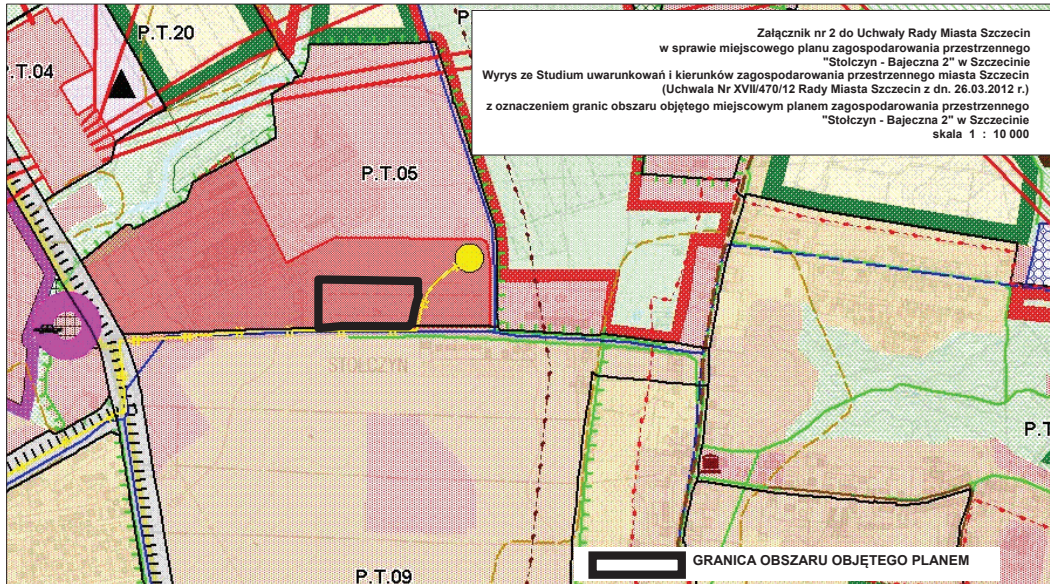 P.T.20
P
.T.04
Załącznik nr 2 do Uchwały Rady Miasta Szczecin
w sprawie miejscowego planu zagospodarowania przestrzennego
"Stołczyn - Bajeczna 2" w Szczecinie
Wyrys ze Studium uwarunkowań i kierunków zagospodarowania przestrzennego miasta Szczecin
(Uchwała Nr XVII/470/12 Rady Miasta Szczecin z dn. 26.03.2012 r.)
z oznaczeniem granic obszaru objętego miejscowym planem zagospodarowania przestrzennego
"Stołczyn - Bajeczna 2" w Szczecinie
skala 1 : 10 000
P.T.05
STOŁCZYN
P.T
P.T.09
GRANICA OBSZARU OBJĘTEGO PLANEM